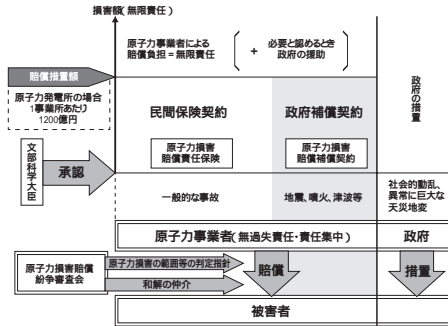 損害額(無限責任)
原子力事業者による
賠償負担＝無限責任
＋
必要と認めるとき
政府の援助
賠償措置額
原子力発電所の場合
1事業所あたり
1200億円
民間保険契約
政府補償契約
政府の措置
原子力損害
賠償責任保険
原子力損害
賠償補償契約
文部科学大臣
承認
一般的な事故
地震、噴火、津波等
社会的動乱、
異常に巨大な
天災地変
原子力事業者(無過失責任・責任集中)
政府
原子力損害賠償
紛争審査会
原子力損害の範囲等の判定指針
和解の仲介
賠償
措置
被害者